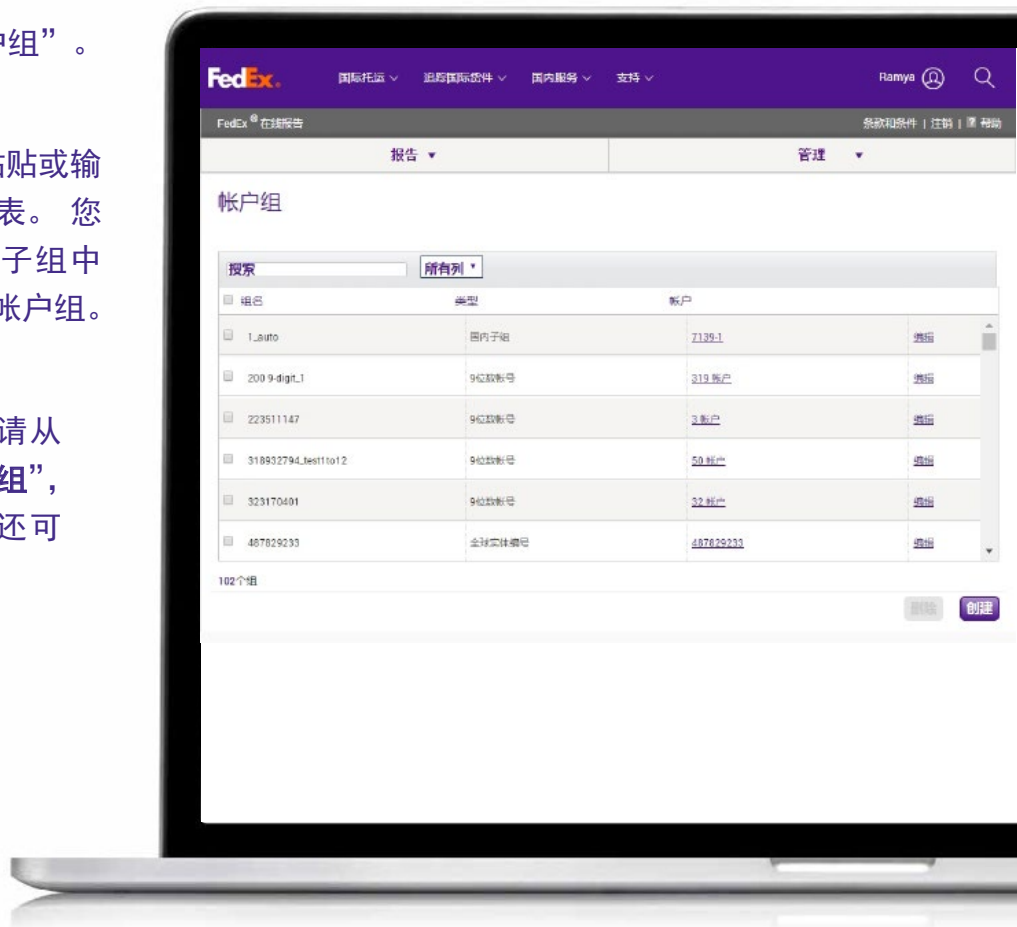 户组”。
贴或输
表。 您
子组中
帐户组。
请从
组”,
还可
FedEx® 国际托运 追踪国际货件 国内服务 支持 Ramya
FedEx® 在线报告 条款和条件 | 注销 | 帮助
报告 ▼ 管理 ▼
帐户组
搜索 所有列
组名 类型 帐户
1_auto 国内子组 7139-1 编辑
200 9-digit_1 9位数帐号 319 帐户 编辑
223511147 9位数帐号 3 帐户 编辑
318932794_test1to12 9位数帐号 50 帐户 编辑
323170401 9位数帐号 32 帐户 编辑
487829233 全球实体编号 487829233 编辑
102个组
删除 创建